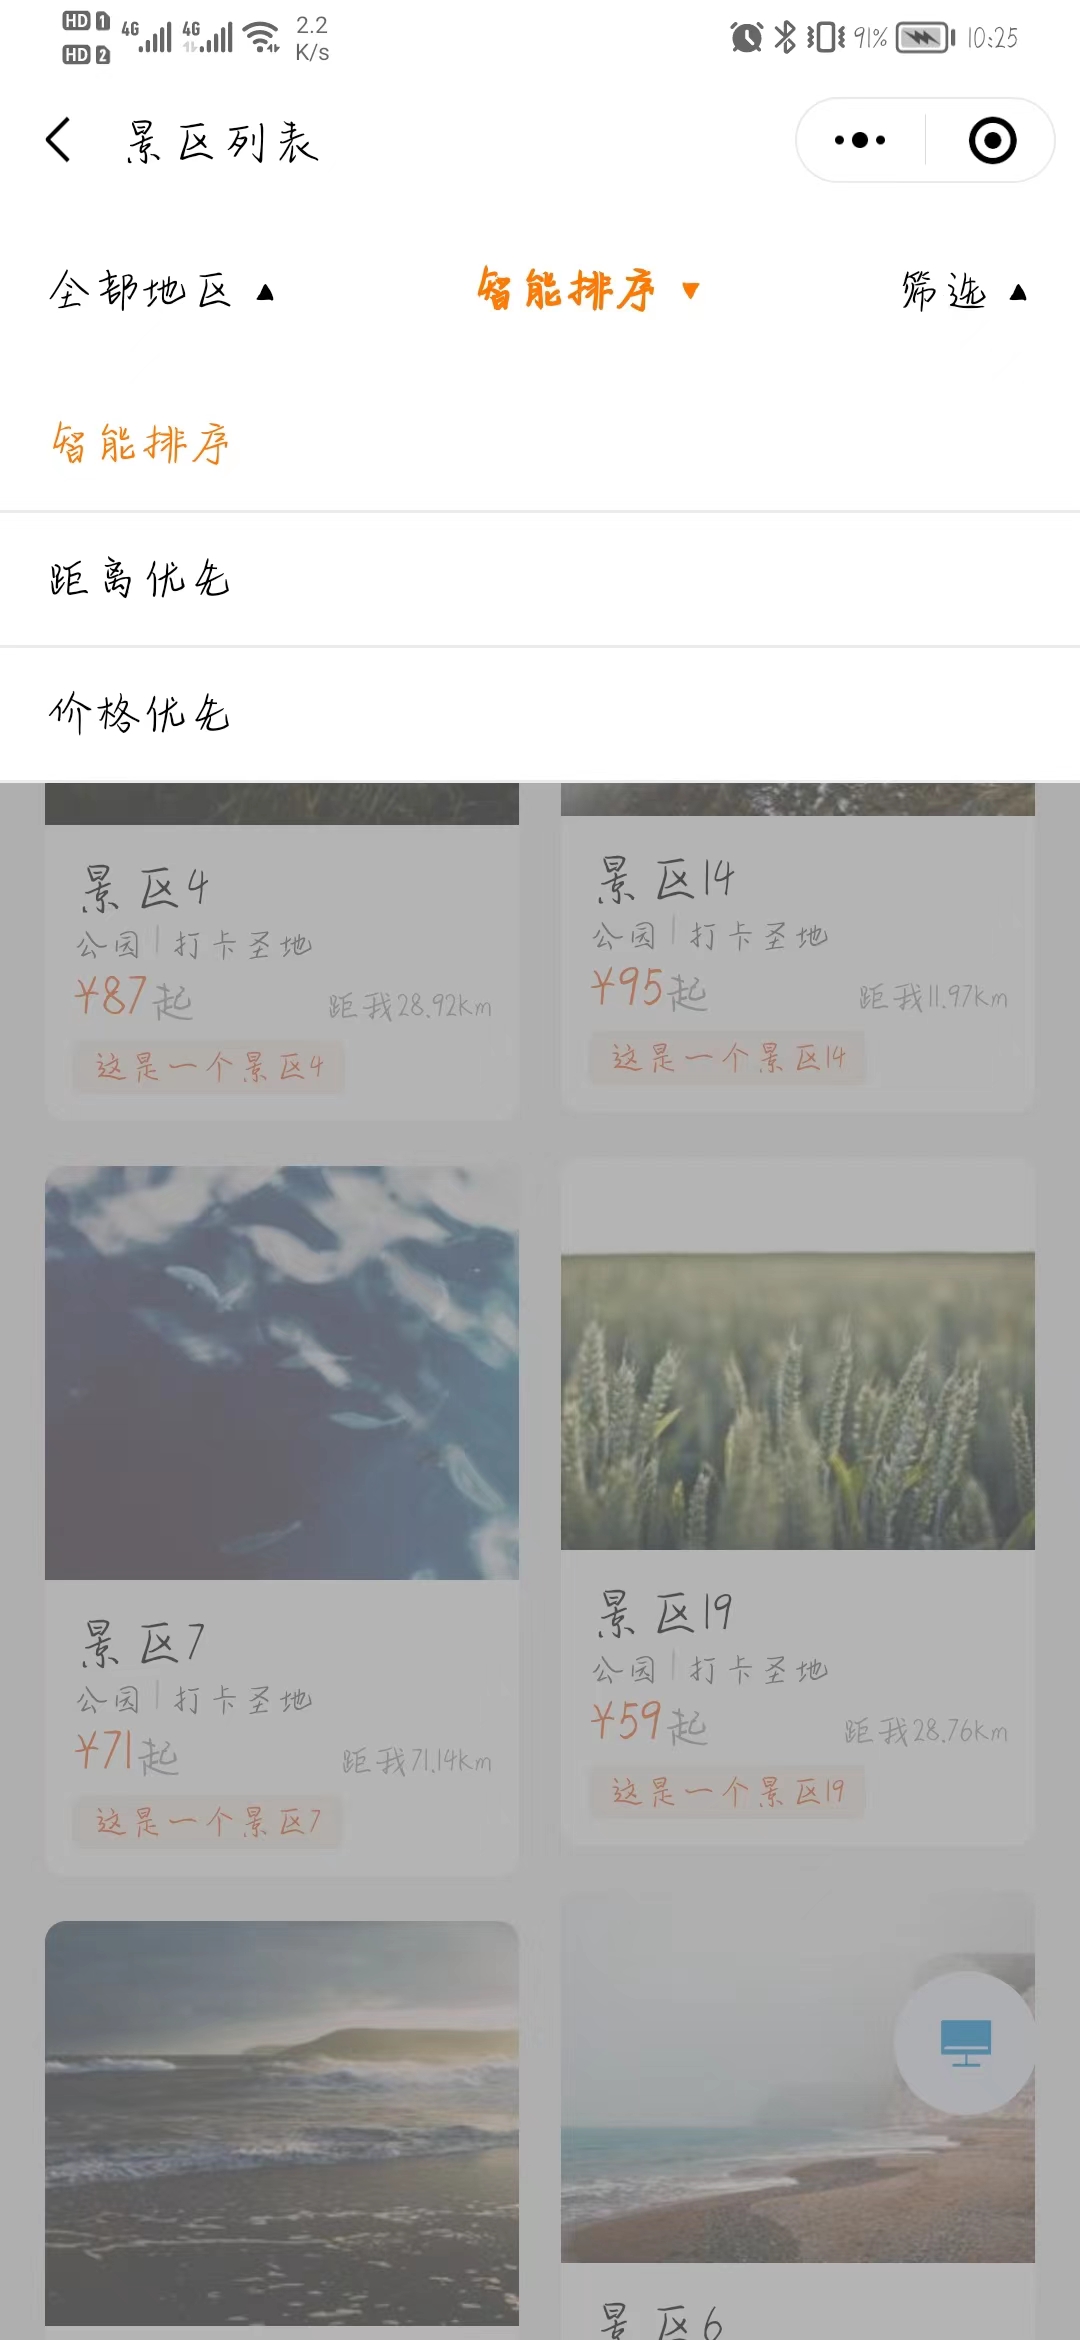 HD 1 4G 4G 2.2 K/s 91% 10:25
HD 2
景区列表
全部地区 ▲ 智能排序 ▼ 筛选 ▲
智能排序
距离优先
价格优先
景区4
公园 | 打卡圣地
¥87起 距我28.92km
这是一个景区4
景区14
公园 | 打卡圣地
¥95起 距我11.97km
这是一个景区14
景区7
公园 | 打卡圣地
¥71起 距我71.14km
这是一个景区7
景区19
公园 | 打卡圣地
¥59起 距我28.76km
这是一个景区19
景区6